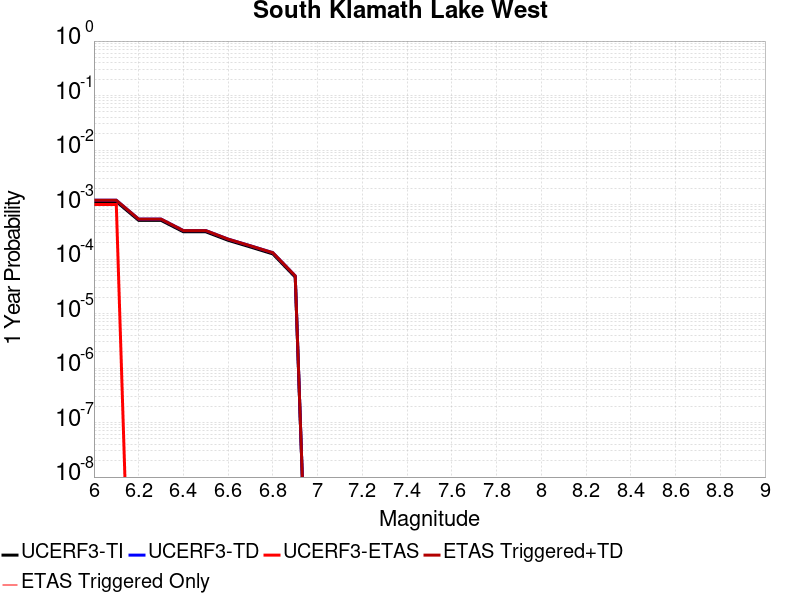 South Klamath Lake West
10^0
10^-1
10^-2
10^-3
10^-4
10^-5
10^-6
10^-7
10^-8
1 Year Probability
6 6.2 6.4 6.6 6.8 7 7.2 7.4 7.6 7.8 8 8.2 8.4 8.6 8.8 9
Magnitude
UCERF3-TI UCERF3-TD UCERF3-ETAS ETAS Triggered+TD
ETAS Triggered Only